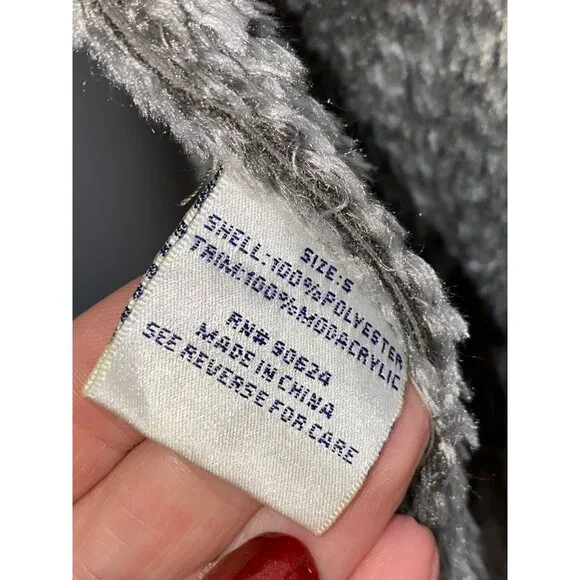 SIZE:S
SHELL:100%POLYESTER
TRIM:100%MODACRYLIC
RN# 90624
MADE IN CHINA
SEE REVERSE FOR CARE